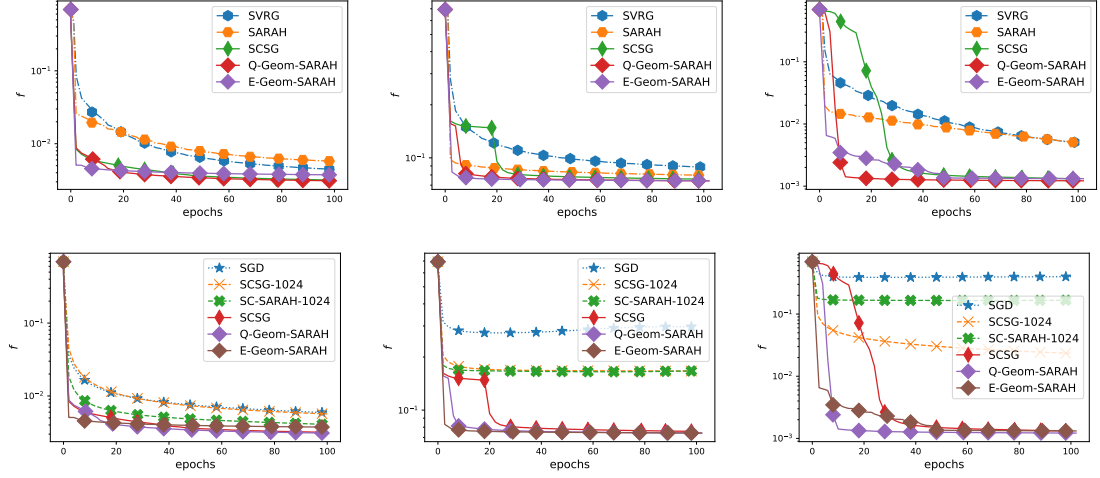 SVRG
SARAH
SCSG
Q-Geom-SARAH
E-Geom-SARAH
10⁻¹
10⁻²
f
0 20 40 60 80 100
epochs
SVRG
SARAH
SCSG
Q-Geom-SARAH
E-Geom-SARAH
10⁻¹
f
0 20 40 60 80 100
epochs
SVRG
SARAH
SCSG
Q-Geom-SARAH
E-Geom-SARAH
10⁻¹
10⁻²
10⁻³
f
0 20 40 60 80 100
epochs
SGD
SCSG-1024
SC-SARAH-1024
SCSG
Q-Geom-SARAH
E-Geom-SARAH
10⁻¹
10⁻²
f
0 20 40 60 80 100
epochs
SGD
SCSG-1024
SC-SARAH-1024
SCSG
Q-Geom-SARAH
E-Geom-SARAH
10⁻¹
f
0 20 40 60 80 100
epochs
SGD
SCSG-1024
SC-SARAH-1024
SCSG
Q-Geom-SARAH
E-Geom-SARAH
10⁻¹
10⁻²
10⁻³
f
0 20 40 60 80 100
epochs